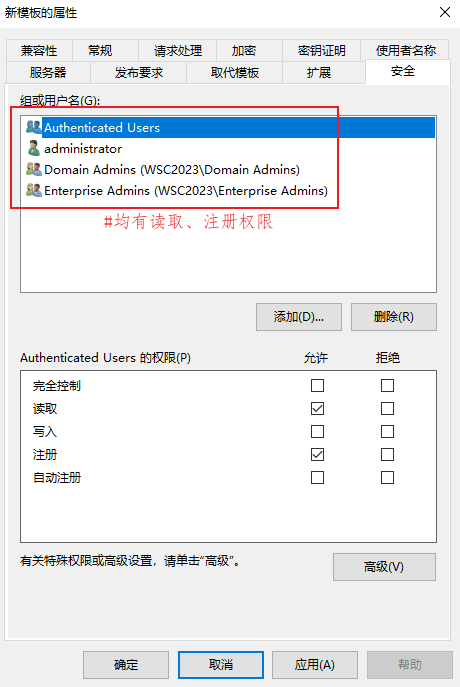 新模板的属性
兼容性 常规 请求处理 加密 密钥证明 使用者名称
服务器 发布要求 取代模板 扩展 安全
组或用户名(G):
Authenticated Users
administrator
Domain Admins (WSC2023\Domain Admins)
Enterprise Admins (WSC2023\Enterprise Admins)
#均有读取、注册权限
添加(D)... 删除(R)
Authenticated Users 的权限(P) 允许 拒绝
完全控制
读取
写入
注册
自动注册
有关特殊权限或高级设置，请单击“高级”。
高级(V)
确定 取消 应用(A) 帮助